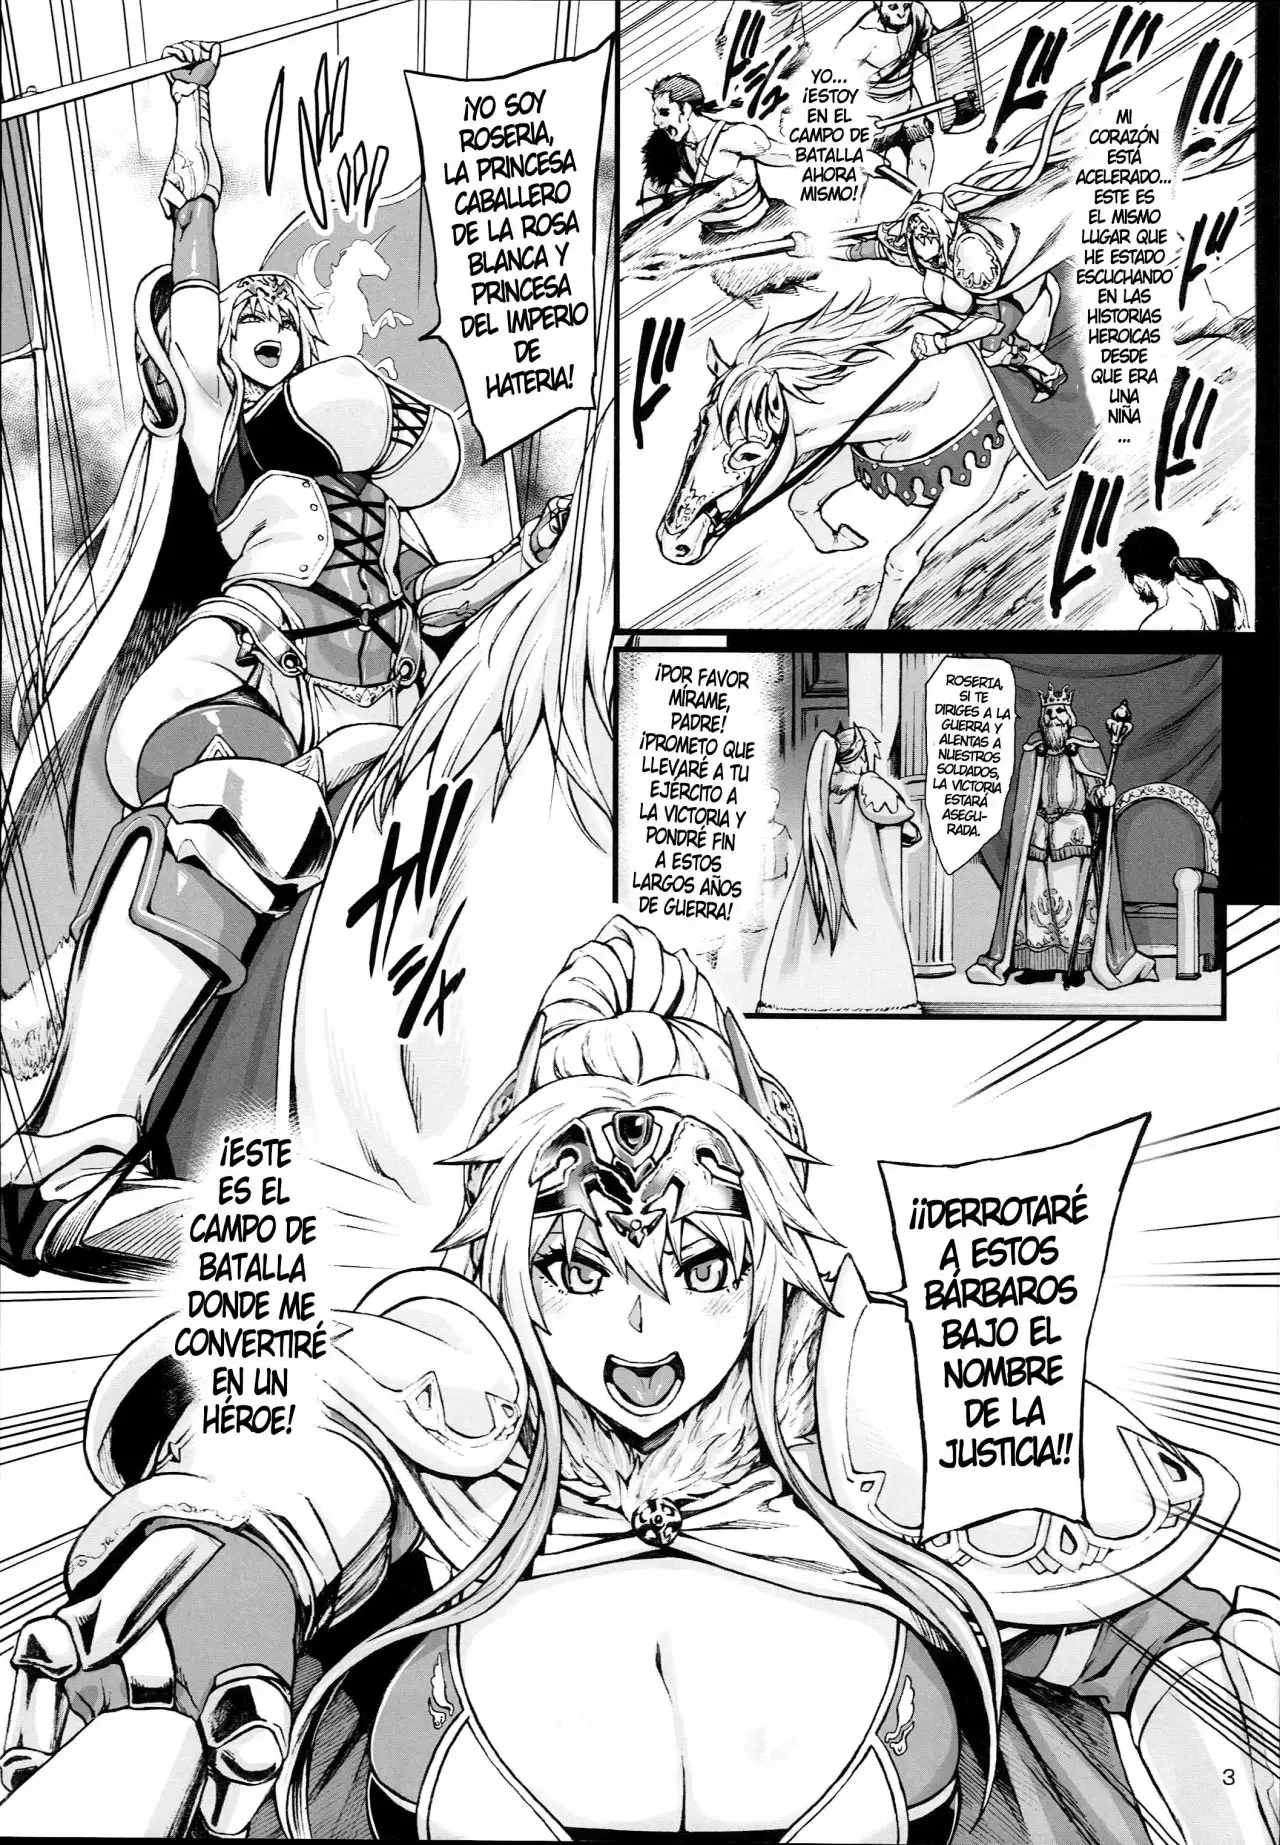 MI
CORAZÓN
ESTÁ
ACELERADO...
ESTE ES
EL MISMO
LUGAR QUE
HE ESTADO
ESCUCHANDO
EN LAS
HISTORIAS
HEROICAS
DESDE
QUE ERA
UNA
NIÑA
...
YO...
¡ESTOY
EN EL
CAMPO DE
BATALLA
AHORA
MISMO!
¡YO SOY
ROSERIA,
LA PRINCESA
CABALLERO
DE LA ROSA
BLANCA Y
PRINCESA
DEL IMPERIO
DE
HATERIA!
ROSERIA,
SI TE
DIRIGES A LA
GUERRA Y
ALENTAS A
NUESTROS
SOLDADOS,
LA VICTORIA
ESTARÁ
ASEGU-
RADA.
¡POR FAVOR
MÍRAME,
PADRE!
¡PROMETO QUE
LLEVARÉ A TU
EJÉRCITO A
LA VICTORIA Y
PONDRÉ FIN
A ESTOS
LARGOS AÑOS
DE GUERRA!
¡¡DERROTARÉ
A ESTOS
BÁRBAROS
BAJO EL
NOMBRE
DE LA
JUSTICIA!!
¡ESTE
ES EL
CAMPO DE
BATALLA
DONDE ME
CONVERTIRÉ
EN UN
HÉROE!
3